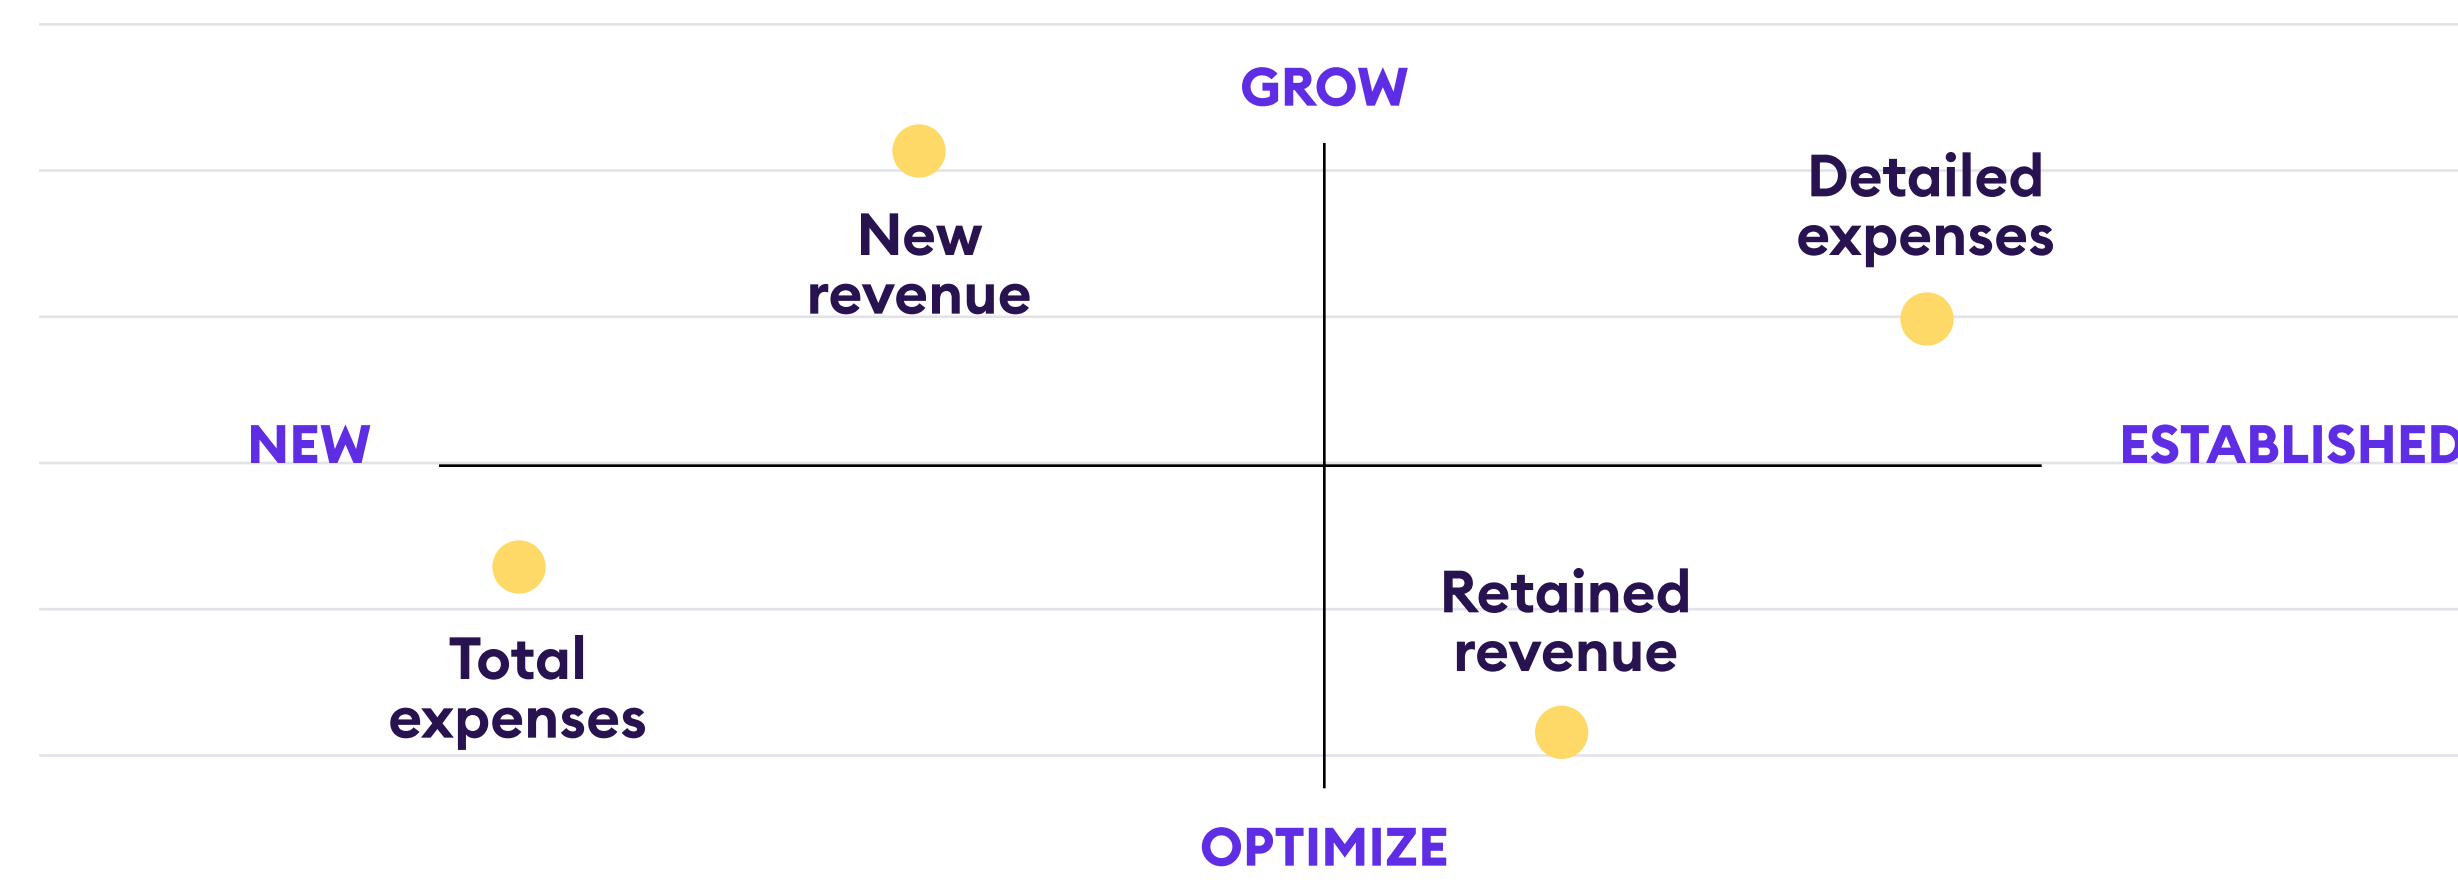 GROW
New
revenue
Detailed
expenses
NEW
ESTABLISHED
Total
expenses
Retained
revenue
OPTIMIZE